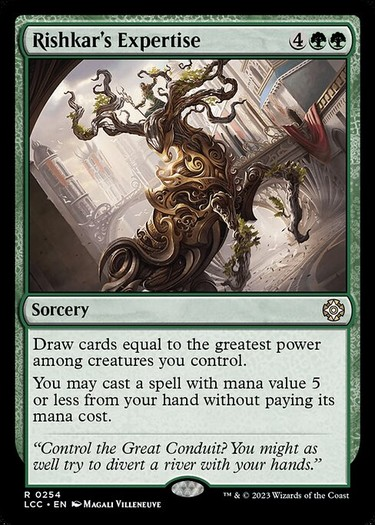 Rishkar's Expertise 4
Sorcery
Draw cards equal to the greatest power
among creatures you control.
You may cast a spell with mana value 5
or less from your hand without paying its
mana cost.
“Control the Great Conduit? You might as
well try to divert a river with your hands.”
R 0254
LCC • EN Magali Villeneuve
™ & © 2023 Wizards of the Coast